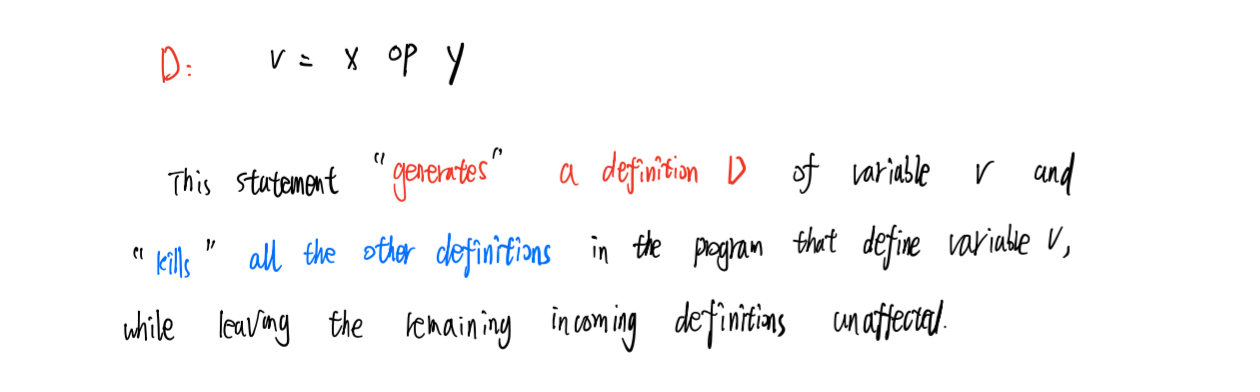 D: v = x op y
This statement "generates" a definition D of variable v and
"kills" all the other definitions in the program that define variable v,
while leaving the remaining incoming definitions unaffected.